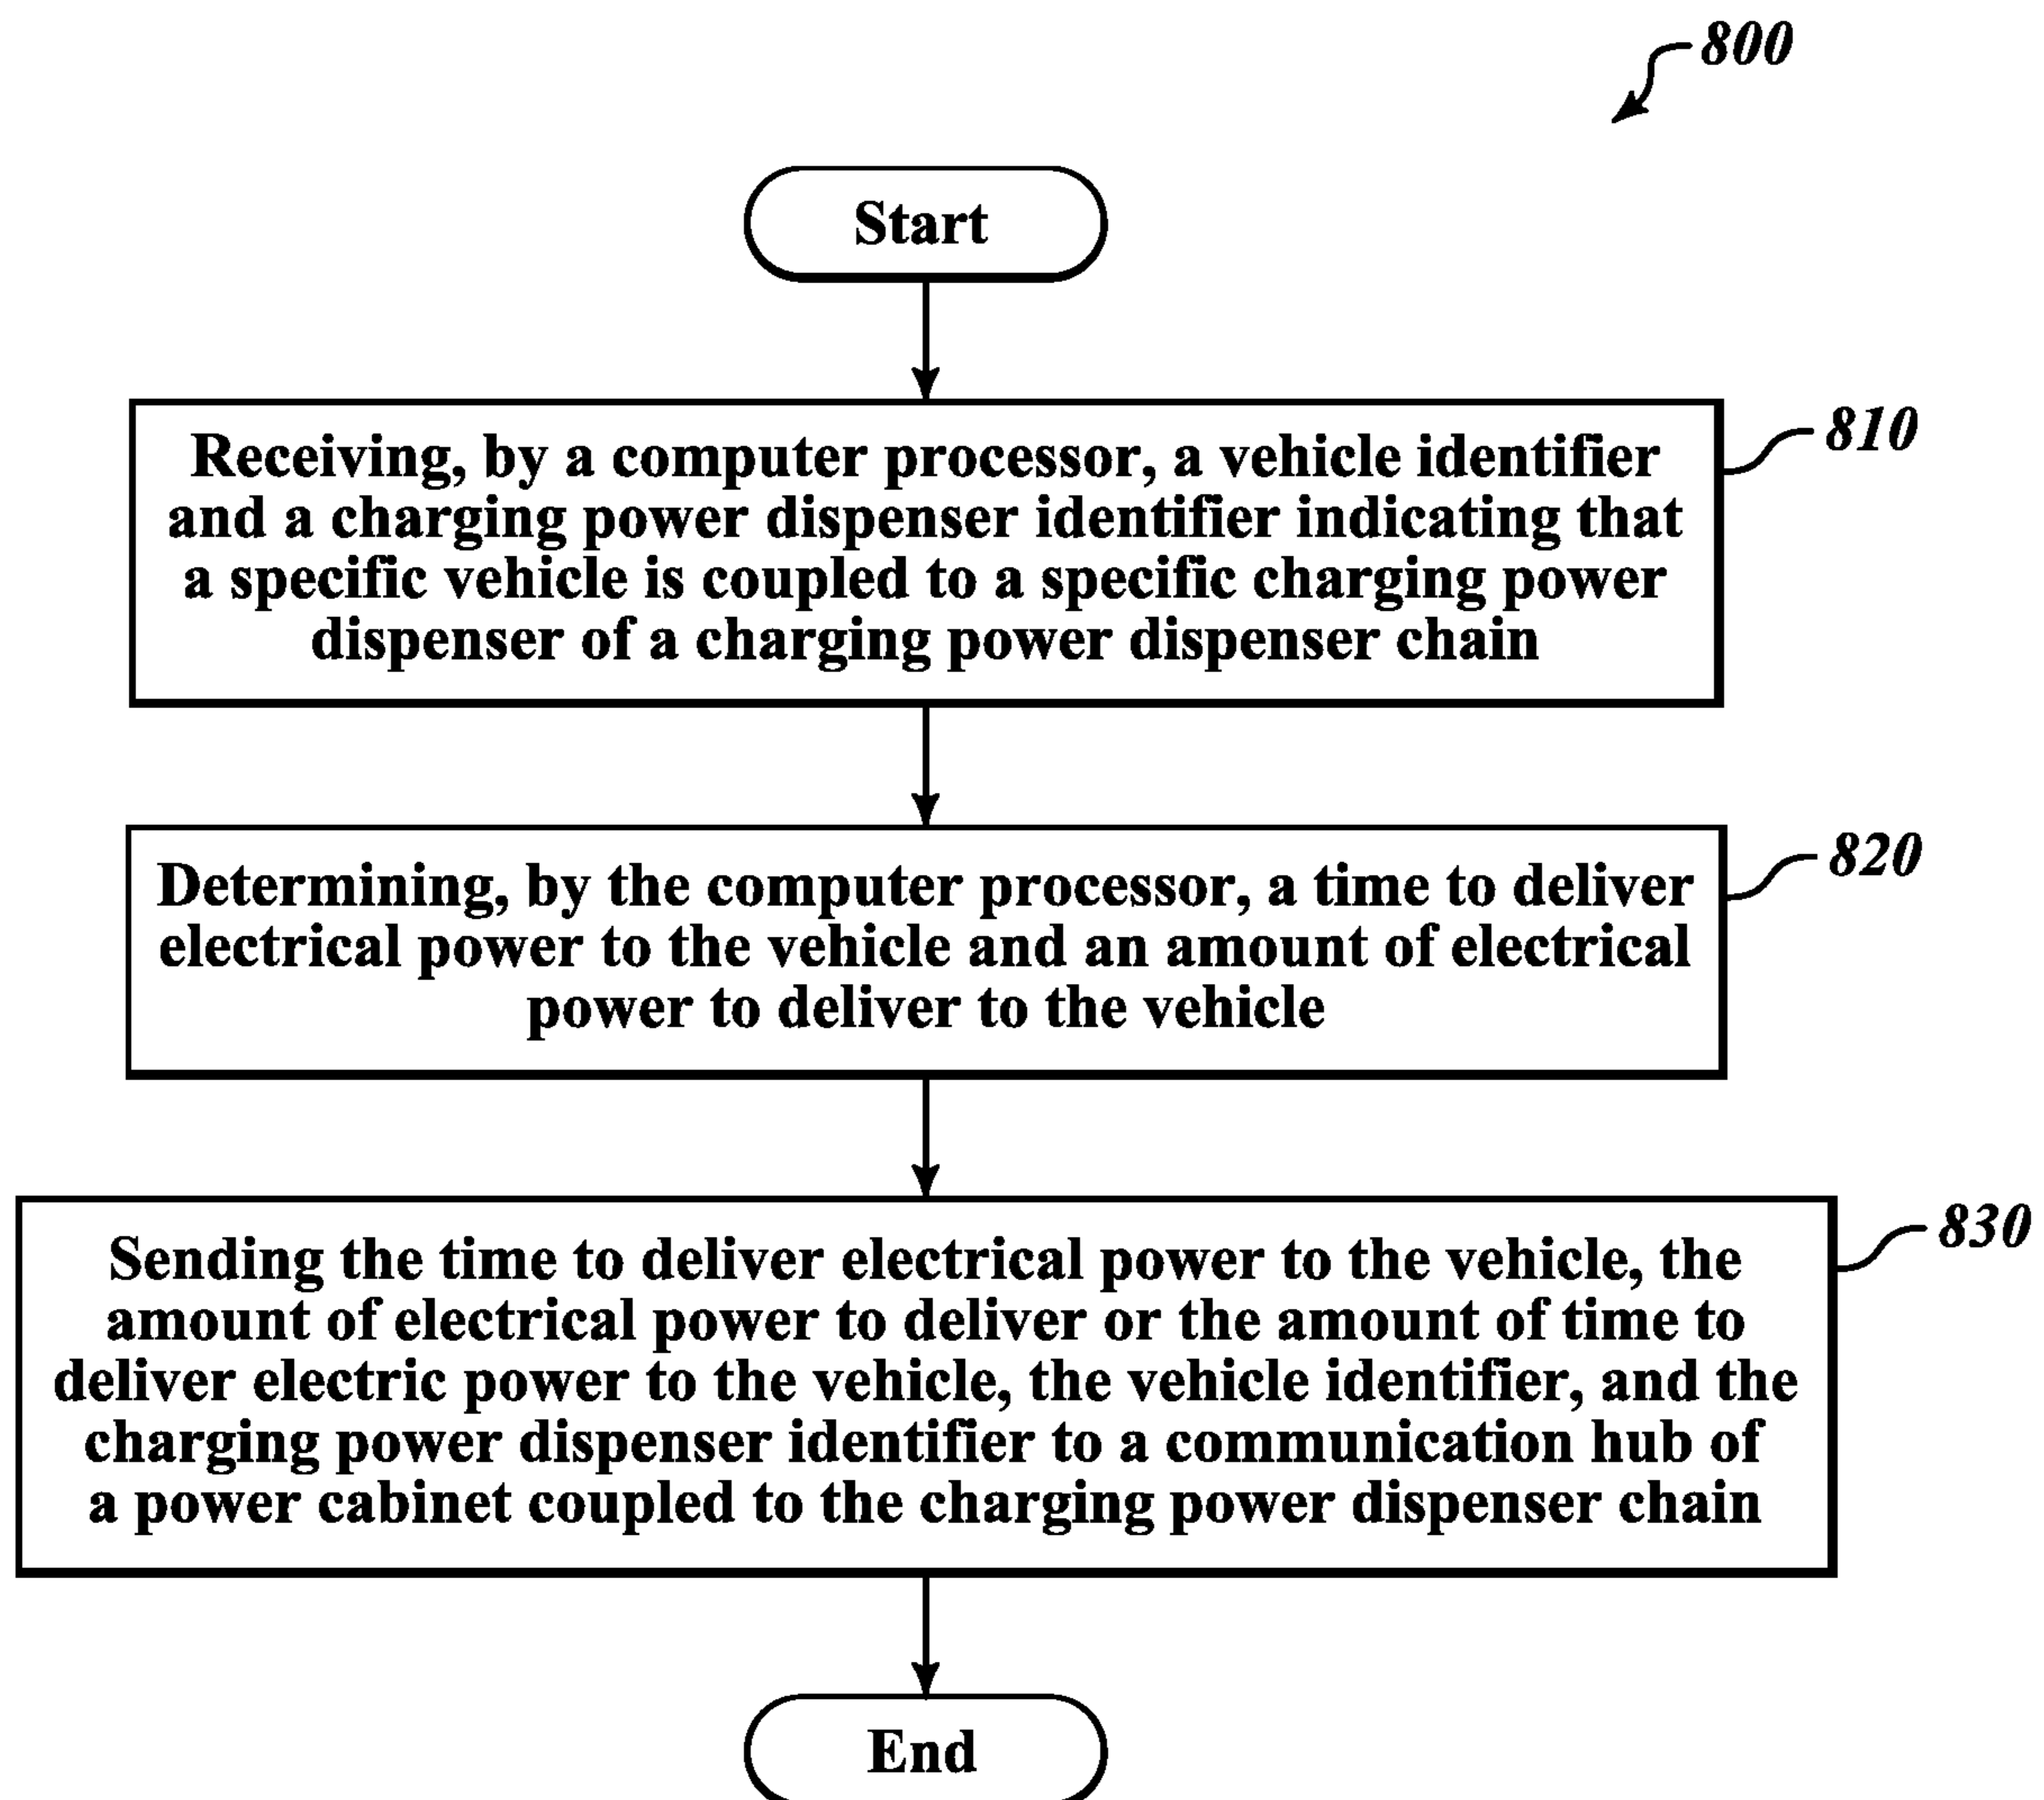 800
Start
810
Receiving, by a computer processor, a vehicle identifier
and a charging power dispenser identifier indicating that
a specific vehicle is coupled to a specific charging power
dispenser of a charging power dispenser chain
820
Determining, by the computer processor, a time to deliver
electrical power to the vehicle and an amount of electrical
power to deliver to the vehicle
830
Sending the time to deliver electrical power to the vehicle, the
amount of electrical power to deliver or the amount of time to
deliver electric power to the vehicle, the vehicle identifier, and the
charging power dispenser identifier to a communication hub of
a power cabinet coupled to the charging power dispenser chain
End